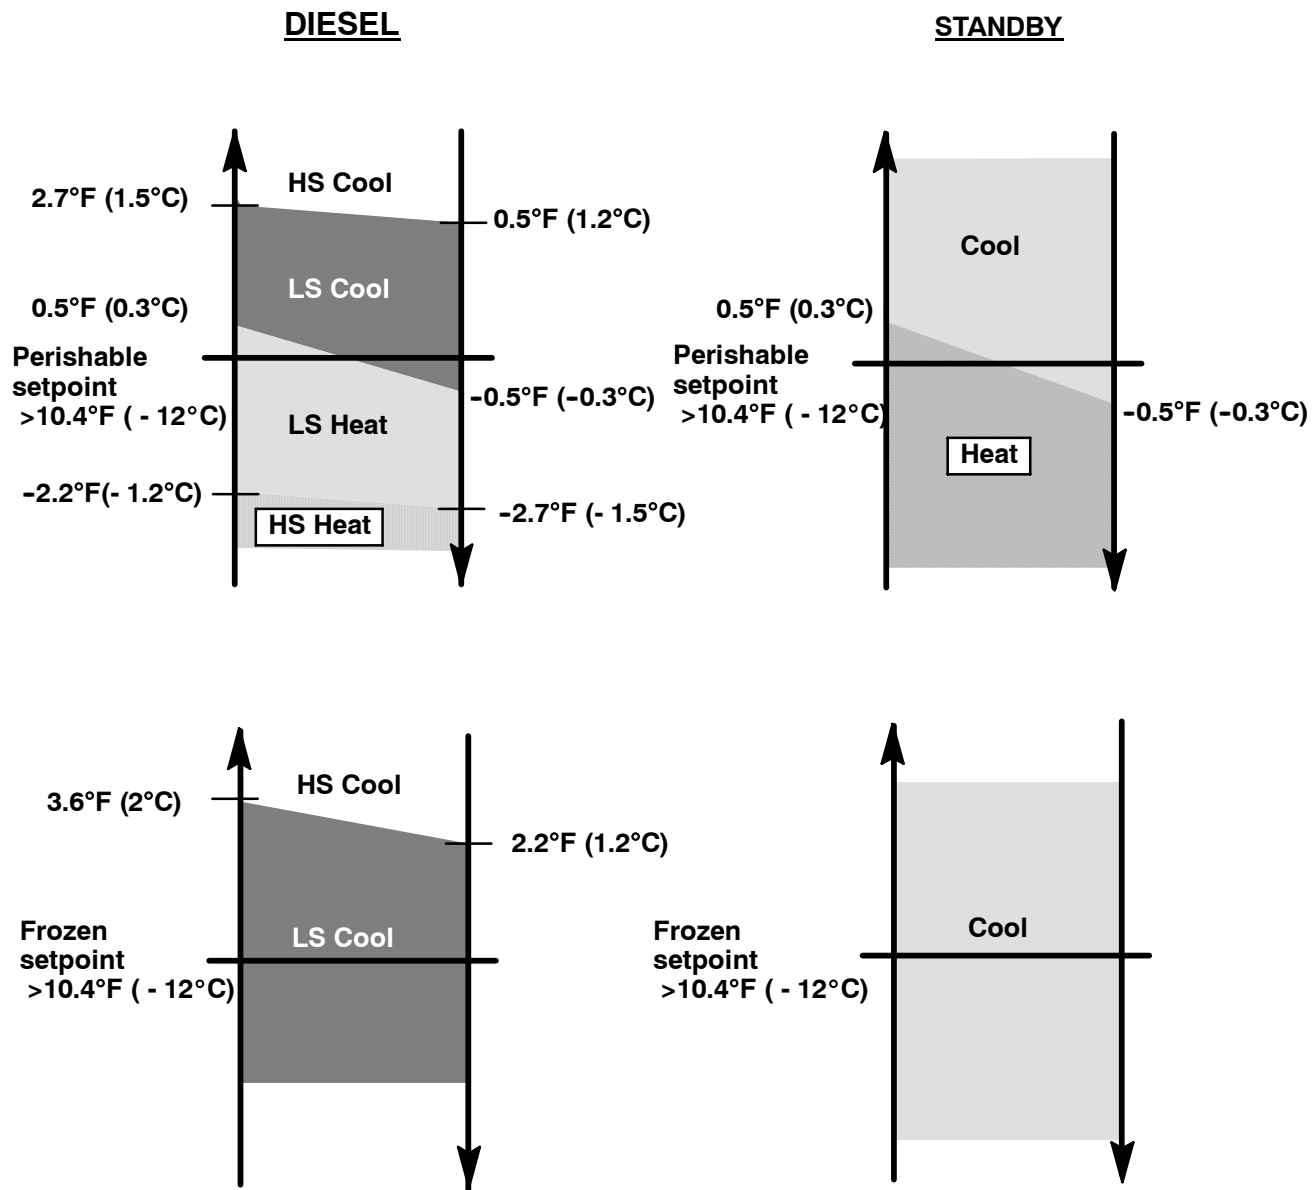 DIESEL
STANDBY
HS Cool
2.7°F (1.5°C)
0.5°F (1.2°C)
LS Cool
0.5°F (0.3°C)
Perishable
setpoint
>10.4°F ( - 12°C)
-0.5°F (-0.3°C)
LS Heat
-2.2°F(- 1.2°C)
-2.7°F (- 1.5°C)
HS Heat
Cool
0.5°F (0.3°C)
Perishable
setpoint
>10.4°F ( - 12°C)
-0.5°F (-0.3°C)
Heat
HS Cool
3.6°F (2°C)
2.2°F (1.2°C)
Frozen
setpoint
>10.4°F ( - 12°C)
LS Cool
Frozen
setpoint
>10.4°F ( - 12°C)
Cool